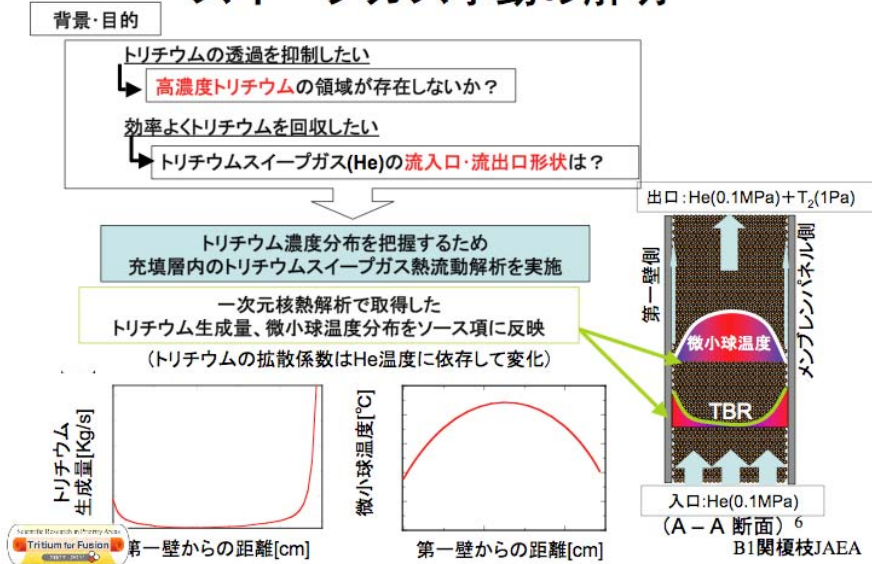 背景・目的
トリチウムの透過を抑制したい
高濃度トリチウムの領域が存在しないか？
効率よくトリチウムを回収したい
トリチウムスイープガス(He)の流入口・流出口形状は？
トリチウム濃度分布を把握するため
充填層内のトリチウムスイープガス熱流動解析を実施
一次元核熱解析で取得した
トリチウム生成量、微小球温度分布をソース項に反映
(トリチウムの拡散係数はHe温度に依存して変化)
トリチウム
生成量[Kg/s]
第一壁からの距離[cm]
微小球温度[℃]
第一壁からの距離[cm]
出口：He(0.1MPa)＋T₂(1Pa)
第一壁側
メンブレンパネル側
微小球温度
TBR
入口:He(0.1MPa)
(A－A 断面)
6
B1関榎枝JAEA
Scientific Research in Priority Areas
Tritium for Fusion